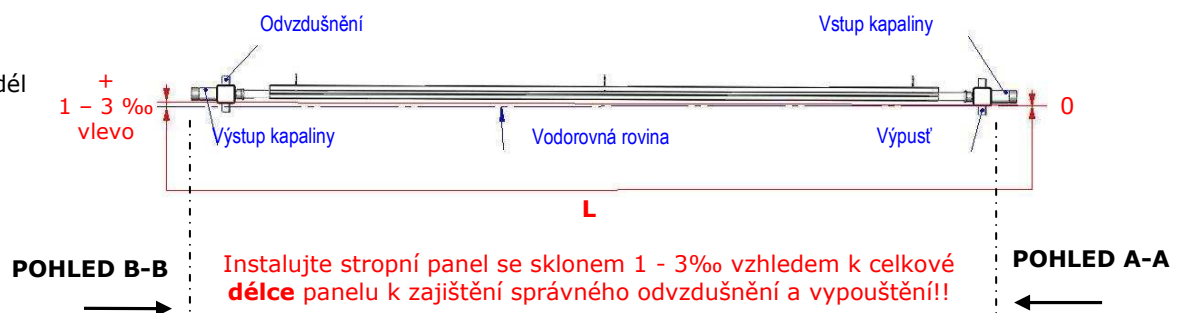 Odvzdušnění
Vstup kapaliny
dél
+
1 – 3 ‰
vlevo
0
Výstup kapaliny
Vodorovná rovina
Výpusť
L
POHLED B-B
Instalujte stropní panel se sklonem 1 - 3‰ vzhledem k celkové
délce panelu k zajištění správného odvzdušnění a vypouštění!!
POHLED A-A